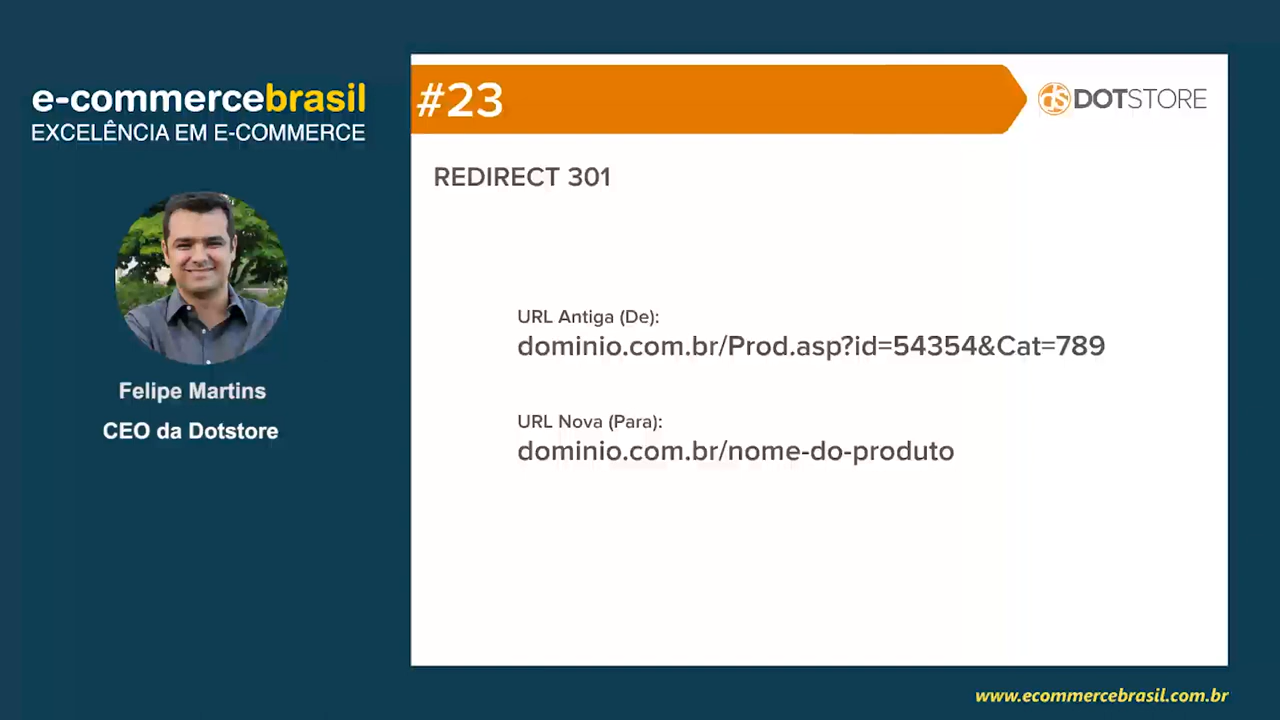 e-commercebrasil
EXCELÊNCIA EM E-COMMERCE
Felipe Martins
CEO da Dotstore
#23
ds DOTSTORE
REDIRECT 301
URL Antiga (De):
dominio.com.br/Prod.asp?id=54354&Cat=789
URL Nova (Para):
dominio.com.br/nome-do-produto
www.ecommercebrasil.com.br